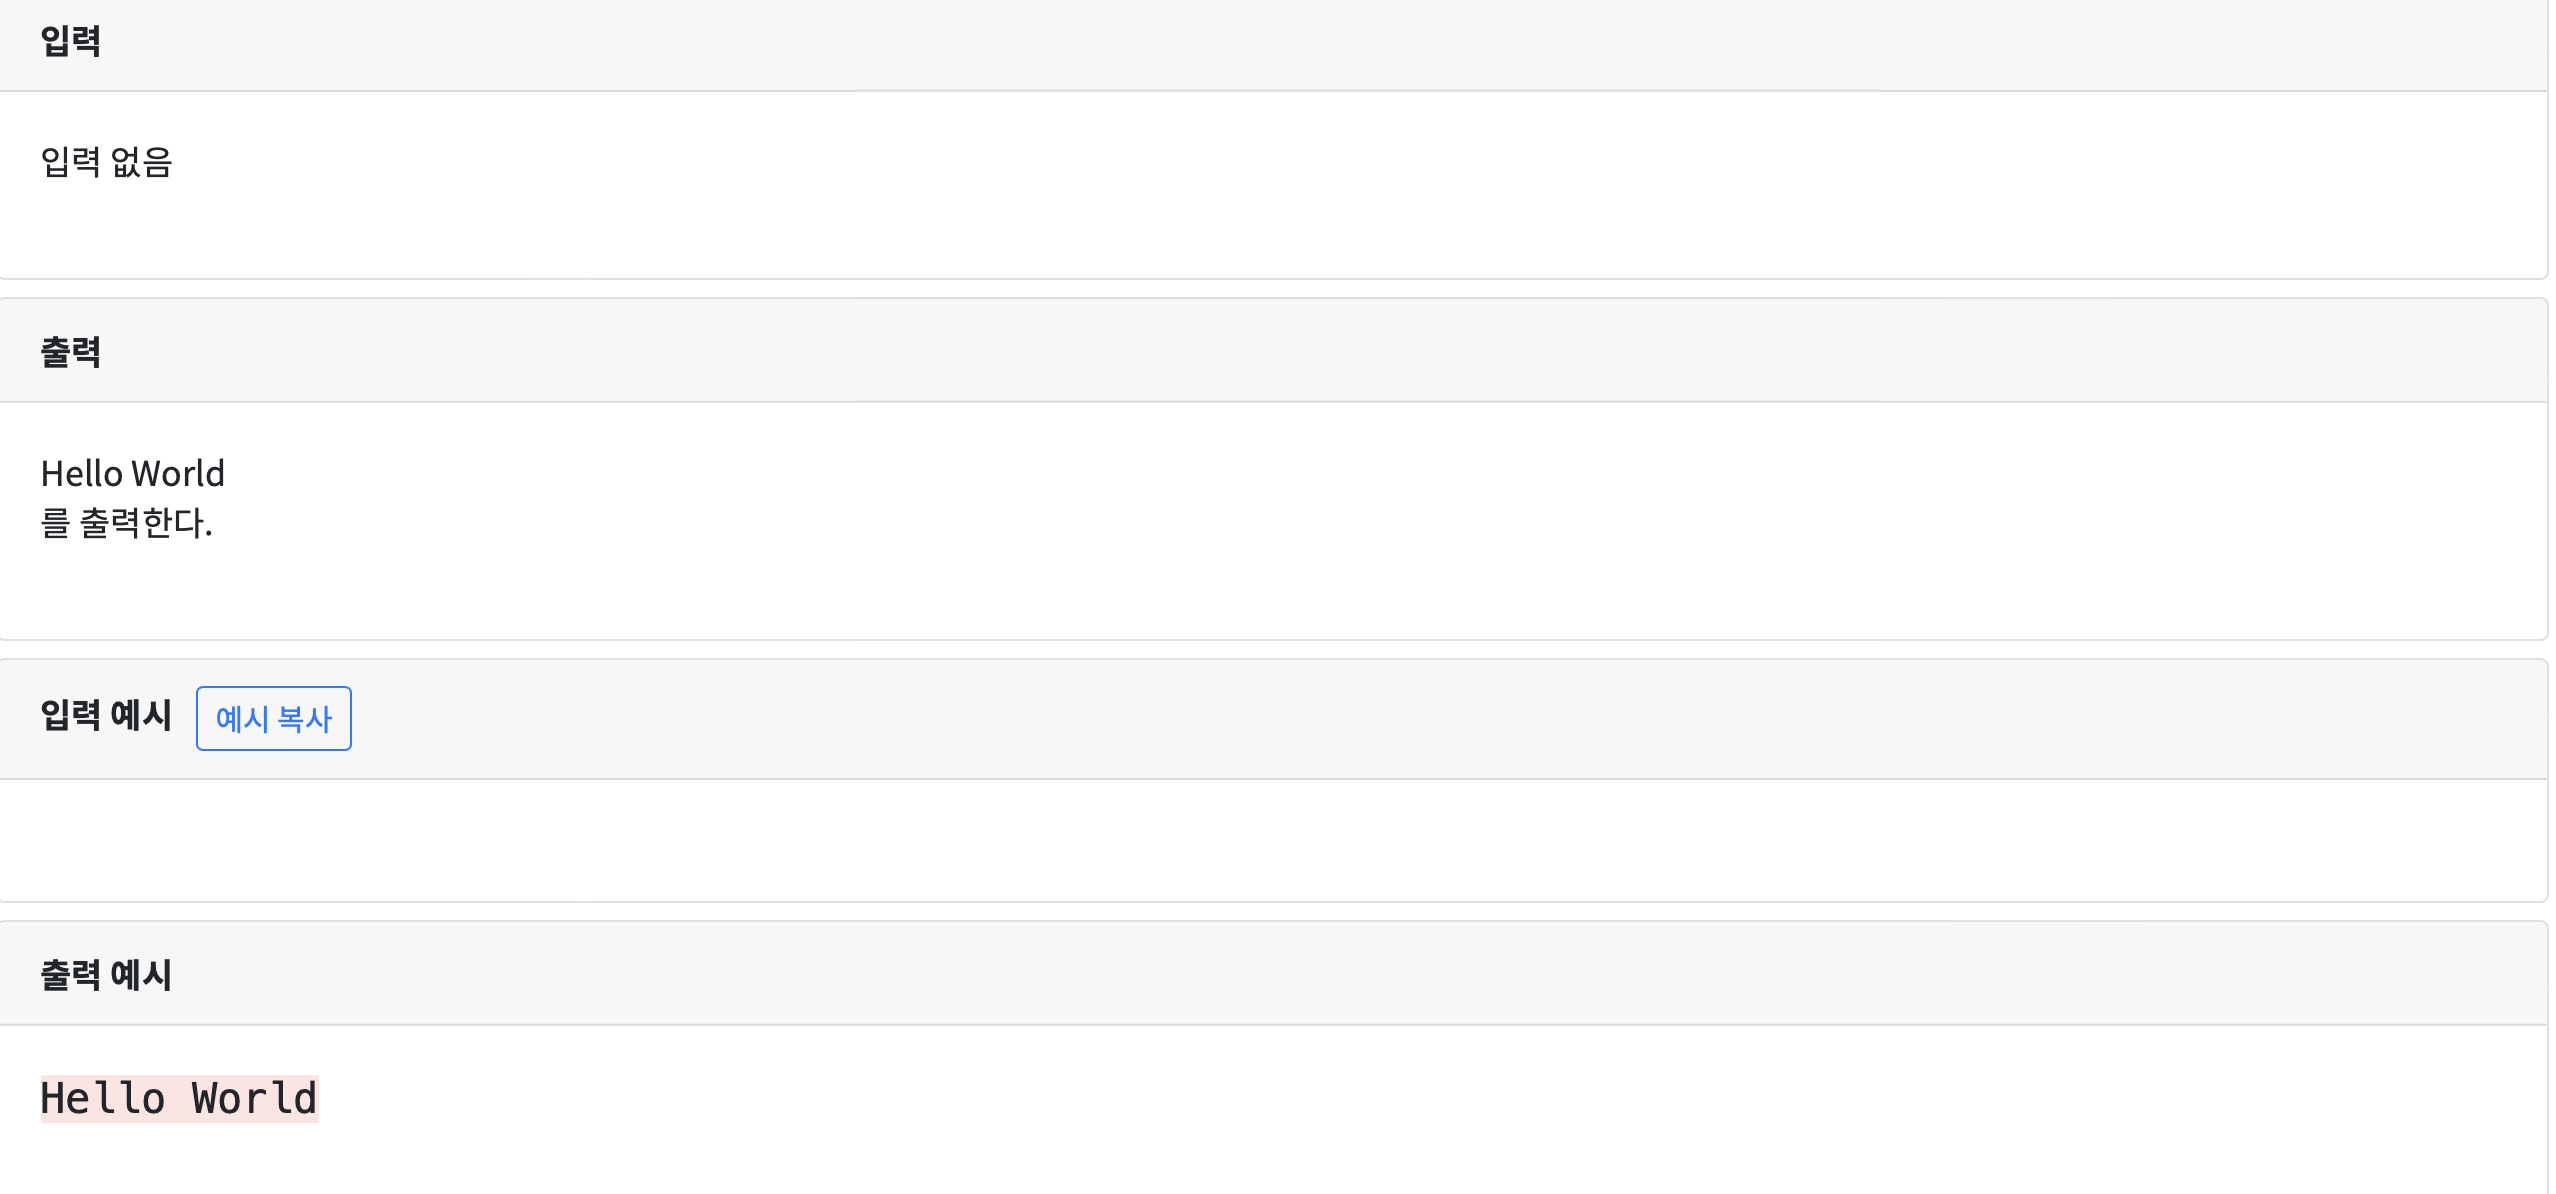 입력
입력 없음
출력
Hello World
를 출력한다.
입력 예시 예시 복사
출력 예시
Hello World